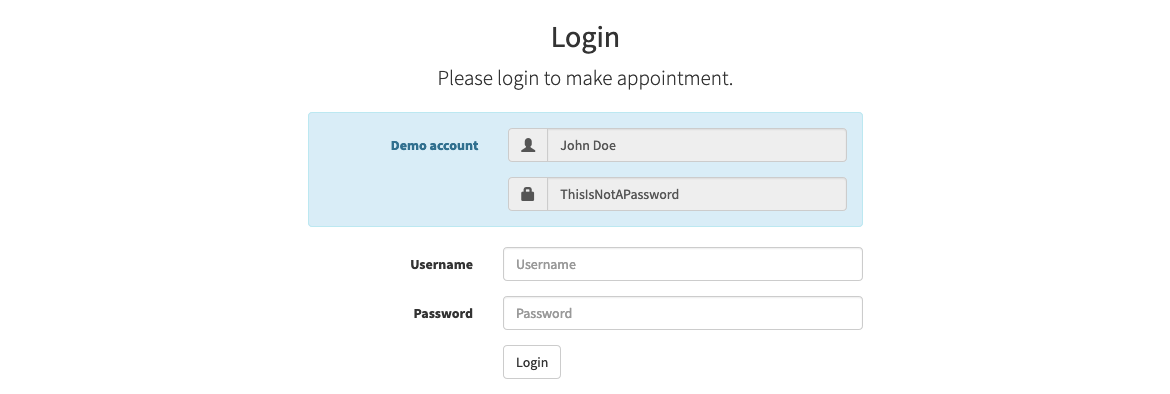 Login
Please login to make appointment.
Demo account
John Doe
ThisIsNotAPassword
Username
Username
Password
Password
Login